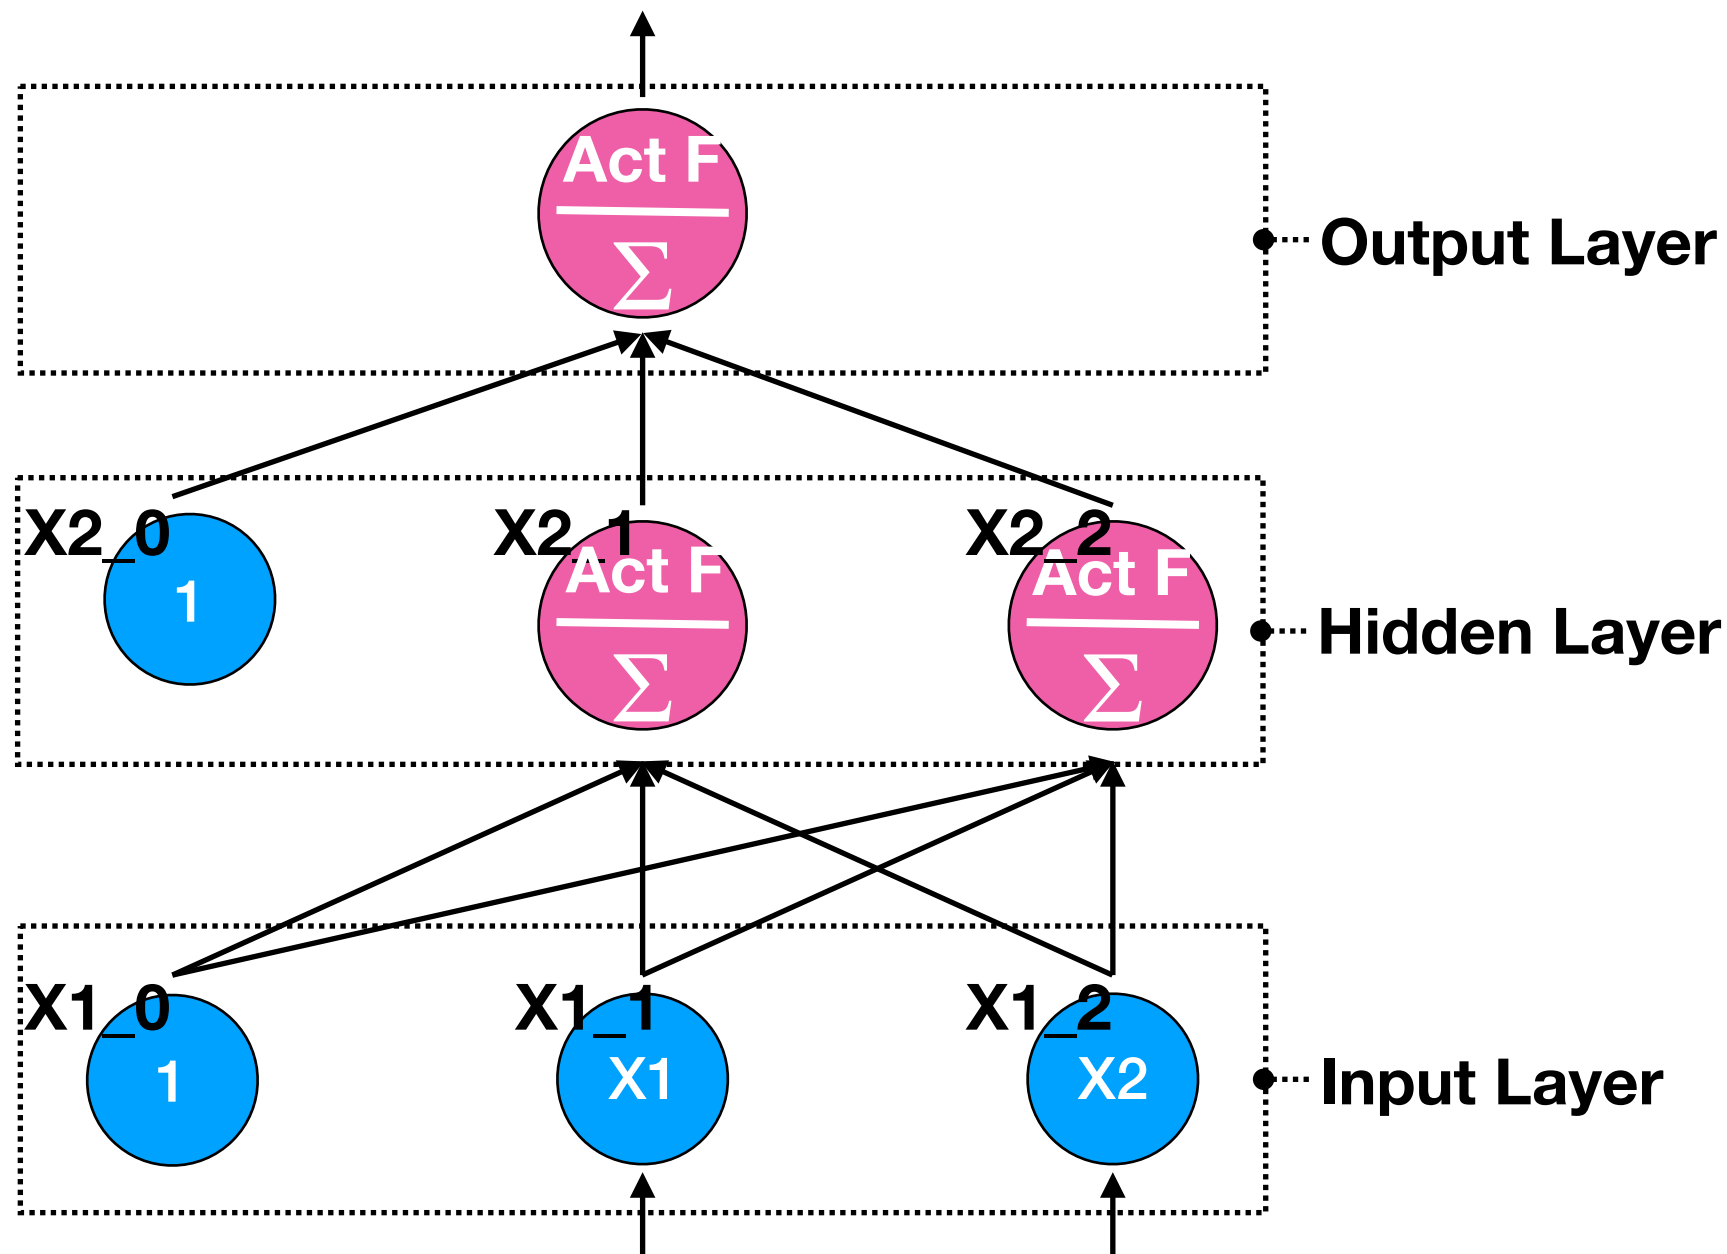 Act F
Σ
Output Layer
X2_0
1
X2_1
Act F
Σ
X2_2
Act F
Σ
Hidden Layer
X1_0
1
X1_1
X1
X1_2
X2
Input Layer